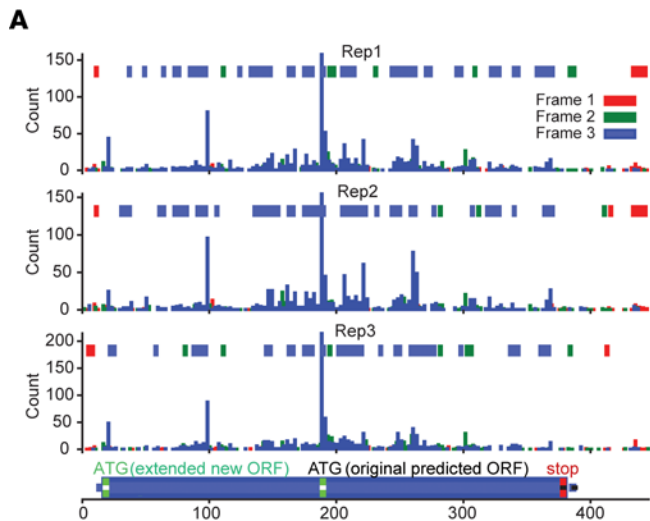 A
Rep1
150
100
50
0
Count
Frame 1
Frame 2
Frame 3
Rep2
150
100
50
0
Count
Rep3
200
150
100
50
0
Count
ATG (extended new ORF) ATG (original predicted ORF) stop
0 100 200 300 400